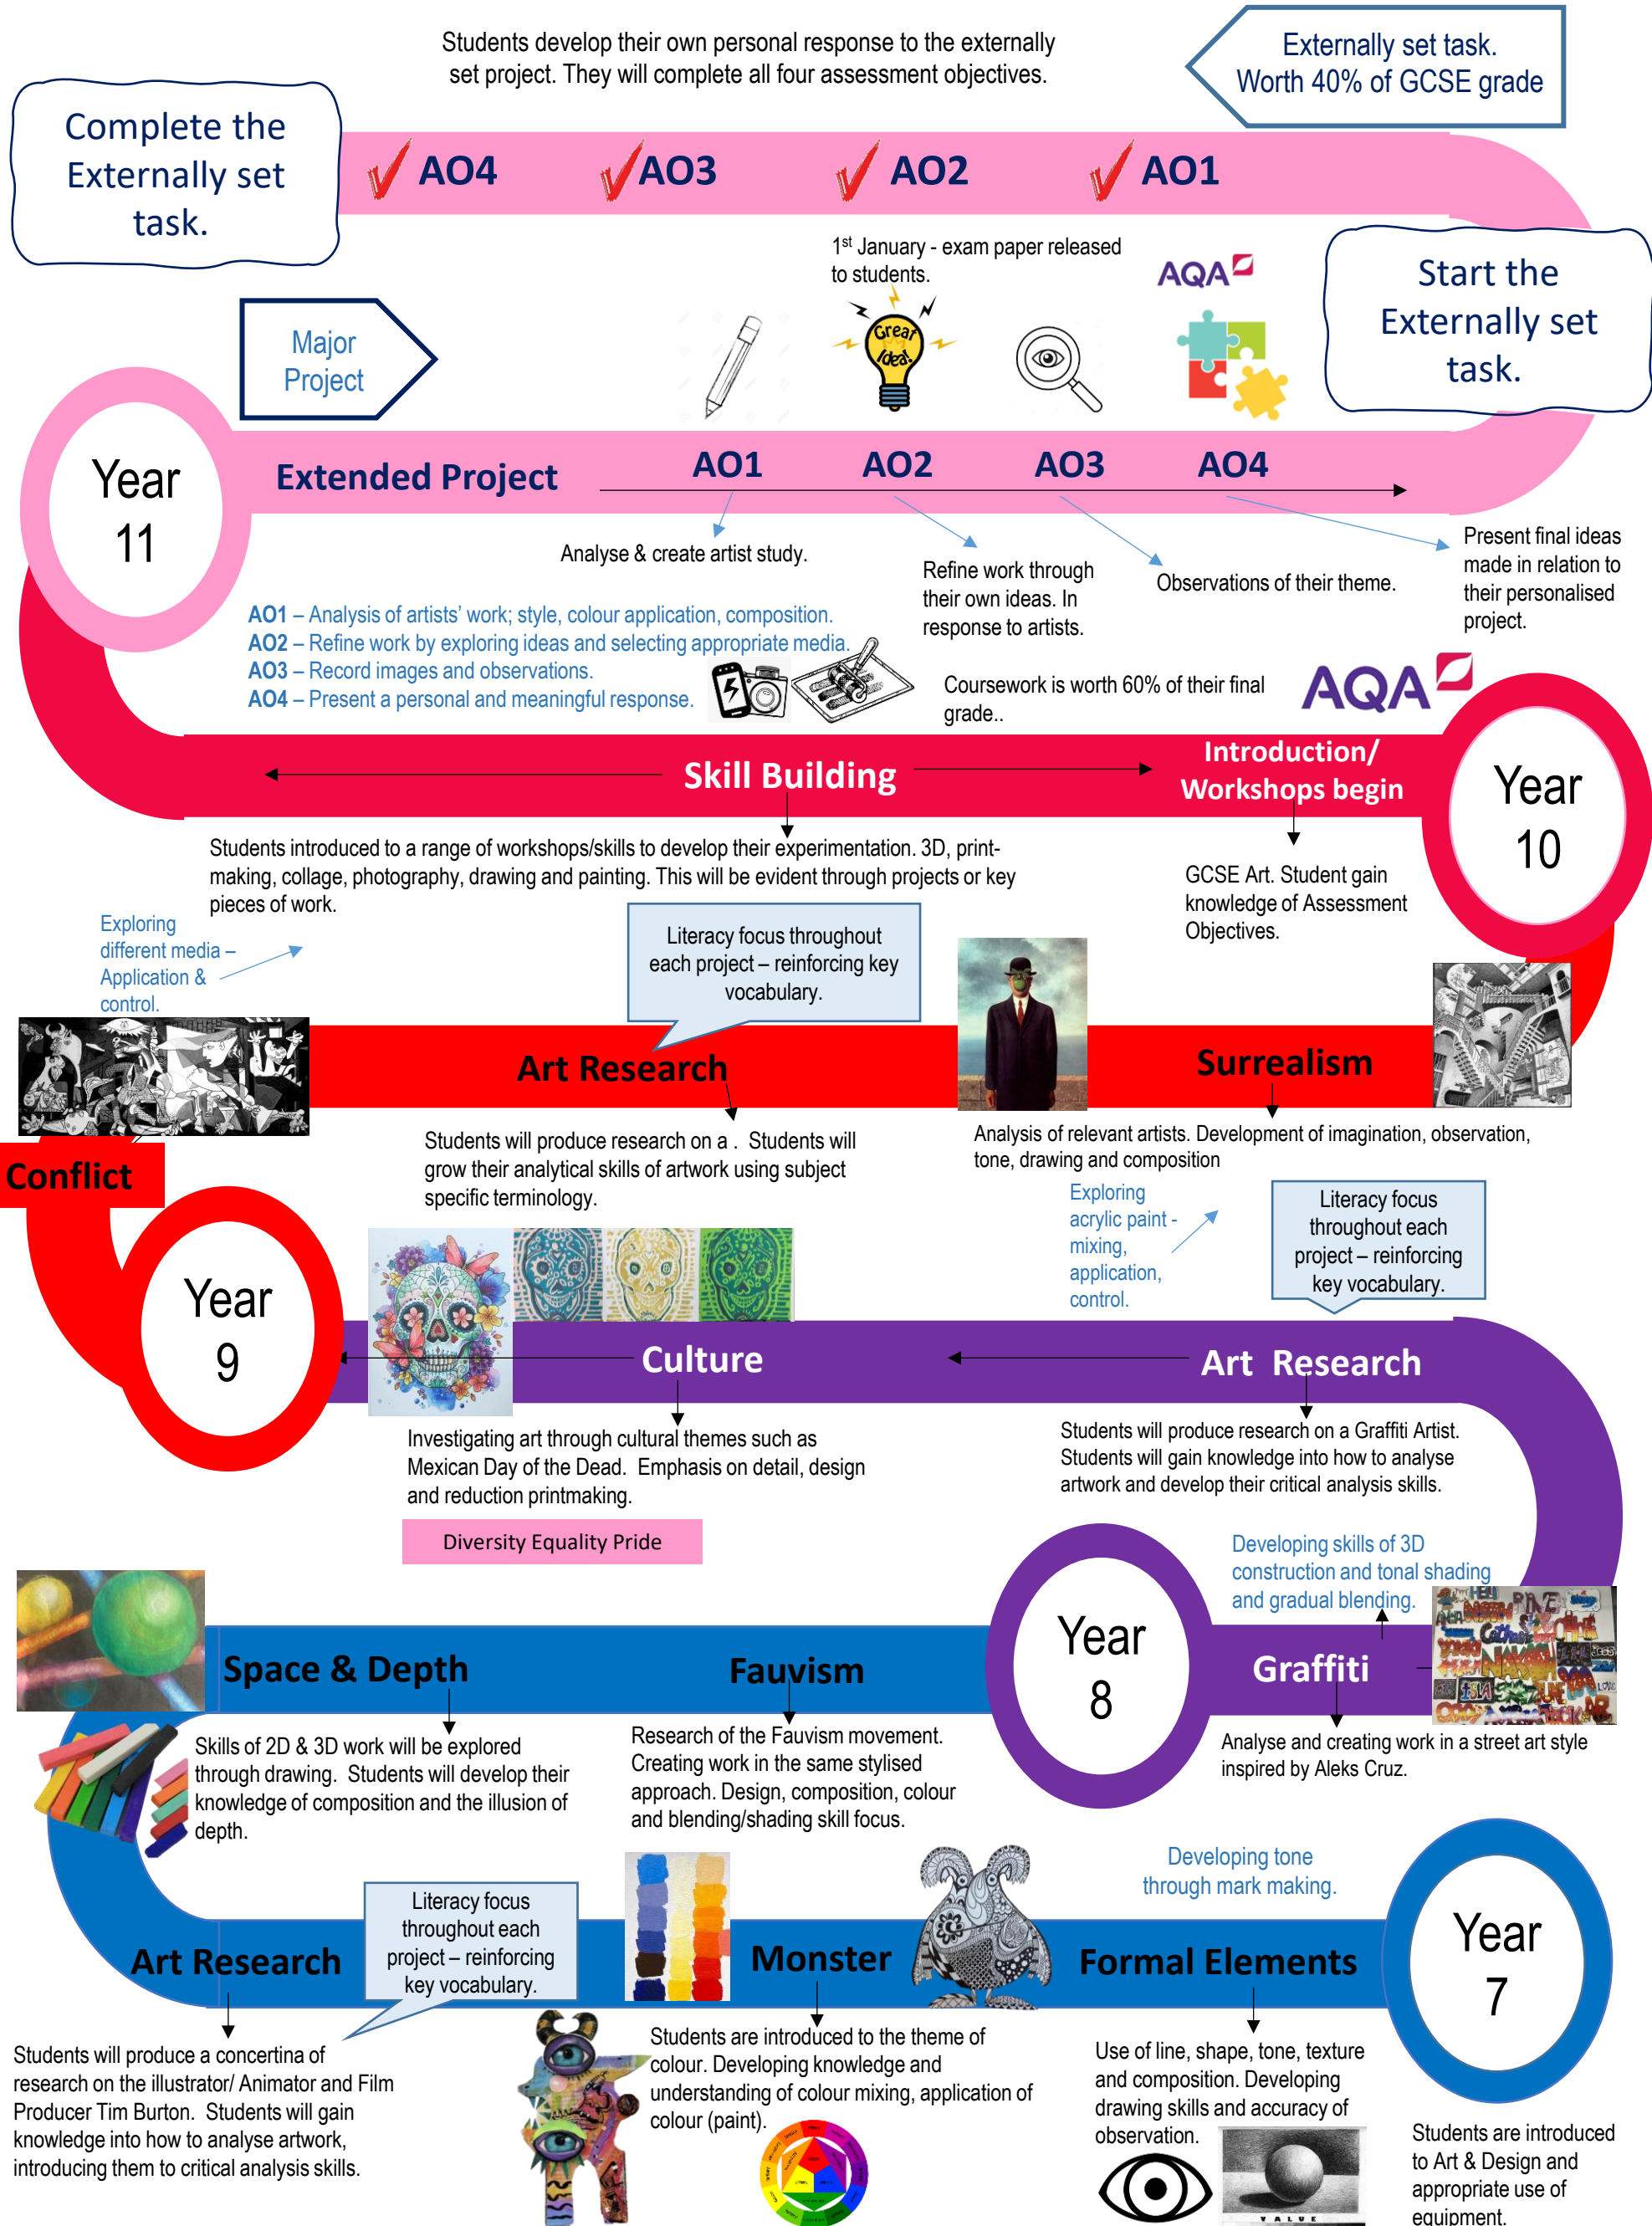 Students develop their own personal response to the externally
set project. They will complete all four assessment objectives.
Externally set task.
Worth 40% of GCSE grade
Complete the
Externally set
task.
AO4
AO3
AO2
AO1
1st January - exam paper released
to students.
AQA
Start the
Externally set
task.
Major
Project
Great
Idea!
Year
11
Extended Project
AO1
AO2
AO3
AO4
Analyse & create artist study.
Refine work through
their own ideas. In
response to artists.
Observations of their theme.
Present final ideas
made in relation to
their personalised
project.
AO1 – Analysis of artists' work; style, colour application, composition.
AO2 – Refine work by exploring ideas and selecting appropriate media.
AO3 – Record images and observations.
AO4 – Present a personal and meaningful response.
Coursework is worth 60% of their final
grade..
AQA
Skill Building
Introduction/
Workshops begin
Year
10
Students introduced to a range of workshops/skills to develop their experimentation. 3D, print-
making, collage, photography, drawing and painting. This will be evident through projects or key
pieces of work.
GCSE Art. Student gain
knowledge of Assessment
Objectives.
Exploring
different media –
Application &
control.
Literacy focus throughout
each project – reinforcing key
vocabulary.
Art Research
Surrealism
Conflict
Students will produce research on a . Students will
grow their analytical skills of artwork using subject
specific terminology.
Analysis of relevant artists. Development of imagination, observation,
tone, drawing and composition
Exploring
acrylic paint -
mixing,
application,
control.
Literacy focus
throughout each
project – reinforcing
key vocabulary.
Year
9
Culture
Art Research
Investigating art through cultural themes such as
Mexican Day of the Dead. Emphasis on detail, design
and reduction printmaking.
Students will produce research on a Graffiti Artist.
Students will gain knowledge into how to analyse
artwork and develop their critical analysis skills.
Diversity Equality Pride
Developing skills of 3D
construction and tonal shading
and gradual blending.
Space & Depth
Fauvism
Year
8
Graffiti
Skills of 2D & 3D work will be explored
through drawing. Students will develop their
knowledge of composition and the illusion of
depth.
Research of the Fauvism movement.
Creating work in the same stylised
approach. Design, composition, colour
and blending/shading skill focus.
Analyse and creating work in a street art style
inspired by Aleks Cruz.
Developing tone
through mark making.
Literacy focus
throughout each
project – reinforcing
key vocabulary.
Art Research
Monster
Formal Elements
Year
7
Students will produce a concertina of
research on the illustrator/ Animator and Film
Producer Tim Burton. Students will gain
knowledge into how to analyse artwork,
introducing them to critical analysis skills.
Students are introduced to the theme of
colour. Developing knowledge and
understanding of colour mixing, application of
colour (paint).
Use of line, shape, tone, texture
and composition. Developing
drawing skills and accuracy of
observation.
VALUE
Students are introduced
to Art & Design and
appropriate use of
equipment.